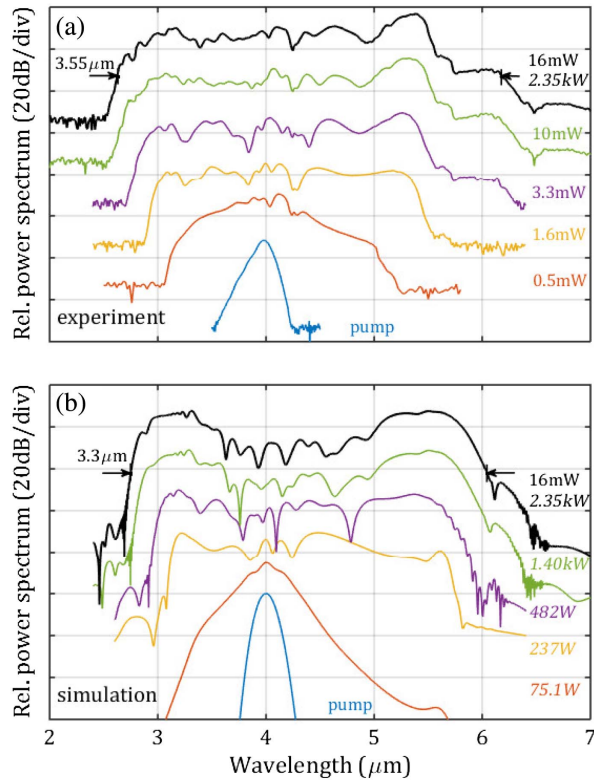 (a)
Rel. power spectrum (20dB/div)
3.55μm
16mW
2.35kW
10mW
3.3mW
1.6mW
0.5mW
experiment
pump
(b)
Rel. power spectrum (20dB/div)
3.3μm
16mW
2.35kW
1.40kW
482W
237W
75.1W
simulation
pump
2 3 4 5 6 7
Wavelength (μm)